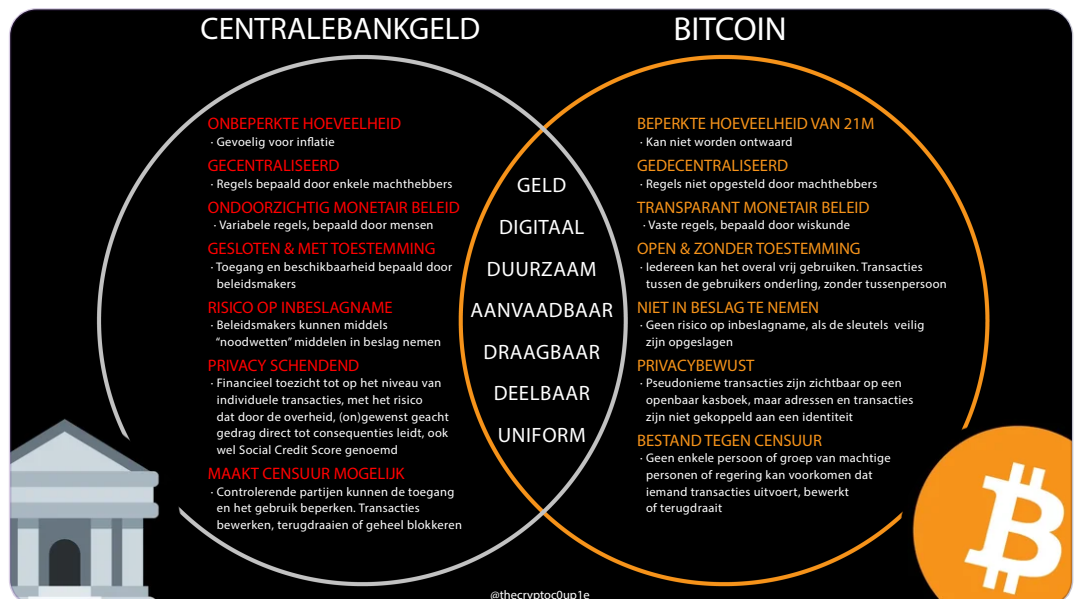 CENTRALEBANKGELD
ONBEPERKTE HOEVEELHEID
· Gevoelig voor inflatie
GECENTRALISEERD
· Regels bepaald door enkele machthebbers
ONDOORZICHTIG MONETAIR BELEID
· Variabele regels, bepaald door mensen
GESLOTEN & MET TOESTEMMING
· Toegang en beschikbaarheid bepaald door
beleidsmakers
RISICO OP INBESLAGNAME
· Beleidsmakers kunnen middels
“noodwetten” middelen in beslag nemen
PRIVACY SCHENDEND
· Financieel toezicht tot op het niveau van
individuele transacties, met het risico
dat door de overheid, (on)gewenst geacht
gedrag direct tot consequenties leidt, ook
wel Social Credit Score genoemd
MAAKT CENSUUR MOGELIJK
· Controlerende partijen kunnen de toegang
en het gebruik beperken. Transacties
bewerken, terugdraaien of geheel blokkeren
GELD
DIGITAAL
DUURZAAM
AANVAADBAAR
DRAAGBAAR
DEELBAAR
UNIFORM
BITCOIN
BEPERKTE HOEVEELHEID VAN 21M
· Kan niet worden ontwaard
GEDECENTRALISEERD
· Regels niet opgesteld door machthebbers
TRANSPARANT MONETAIR BELEID
· Vaste regels, bepaald door wiskunde
OPEN & ZONDER TOESTEMMING
· Iedereen kan het overal vrij gebruiken. Transacties
tussen de gebruikers onderling, zonder tussenpersoon
NIET IN BESLAG TE NEMEN
· Geen risico op inbeslagname, als de sleutels veilig
zijn opgeslagen
PRIVACYBEWUST
· Pseudonieme transacties zijn zichtbaar op een
openbaar kasboek, maar adressen en transacties
zijn niet gekoppeld aan een identiteit
BESTAND TEGEN CENSUUR
· Geen enkele persoon of groep van machtige
personen of regering kan voorkomen dat
iemand transacties uitvoert, bewerkt
of terugdraait
@thecryptoc0up1e